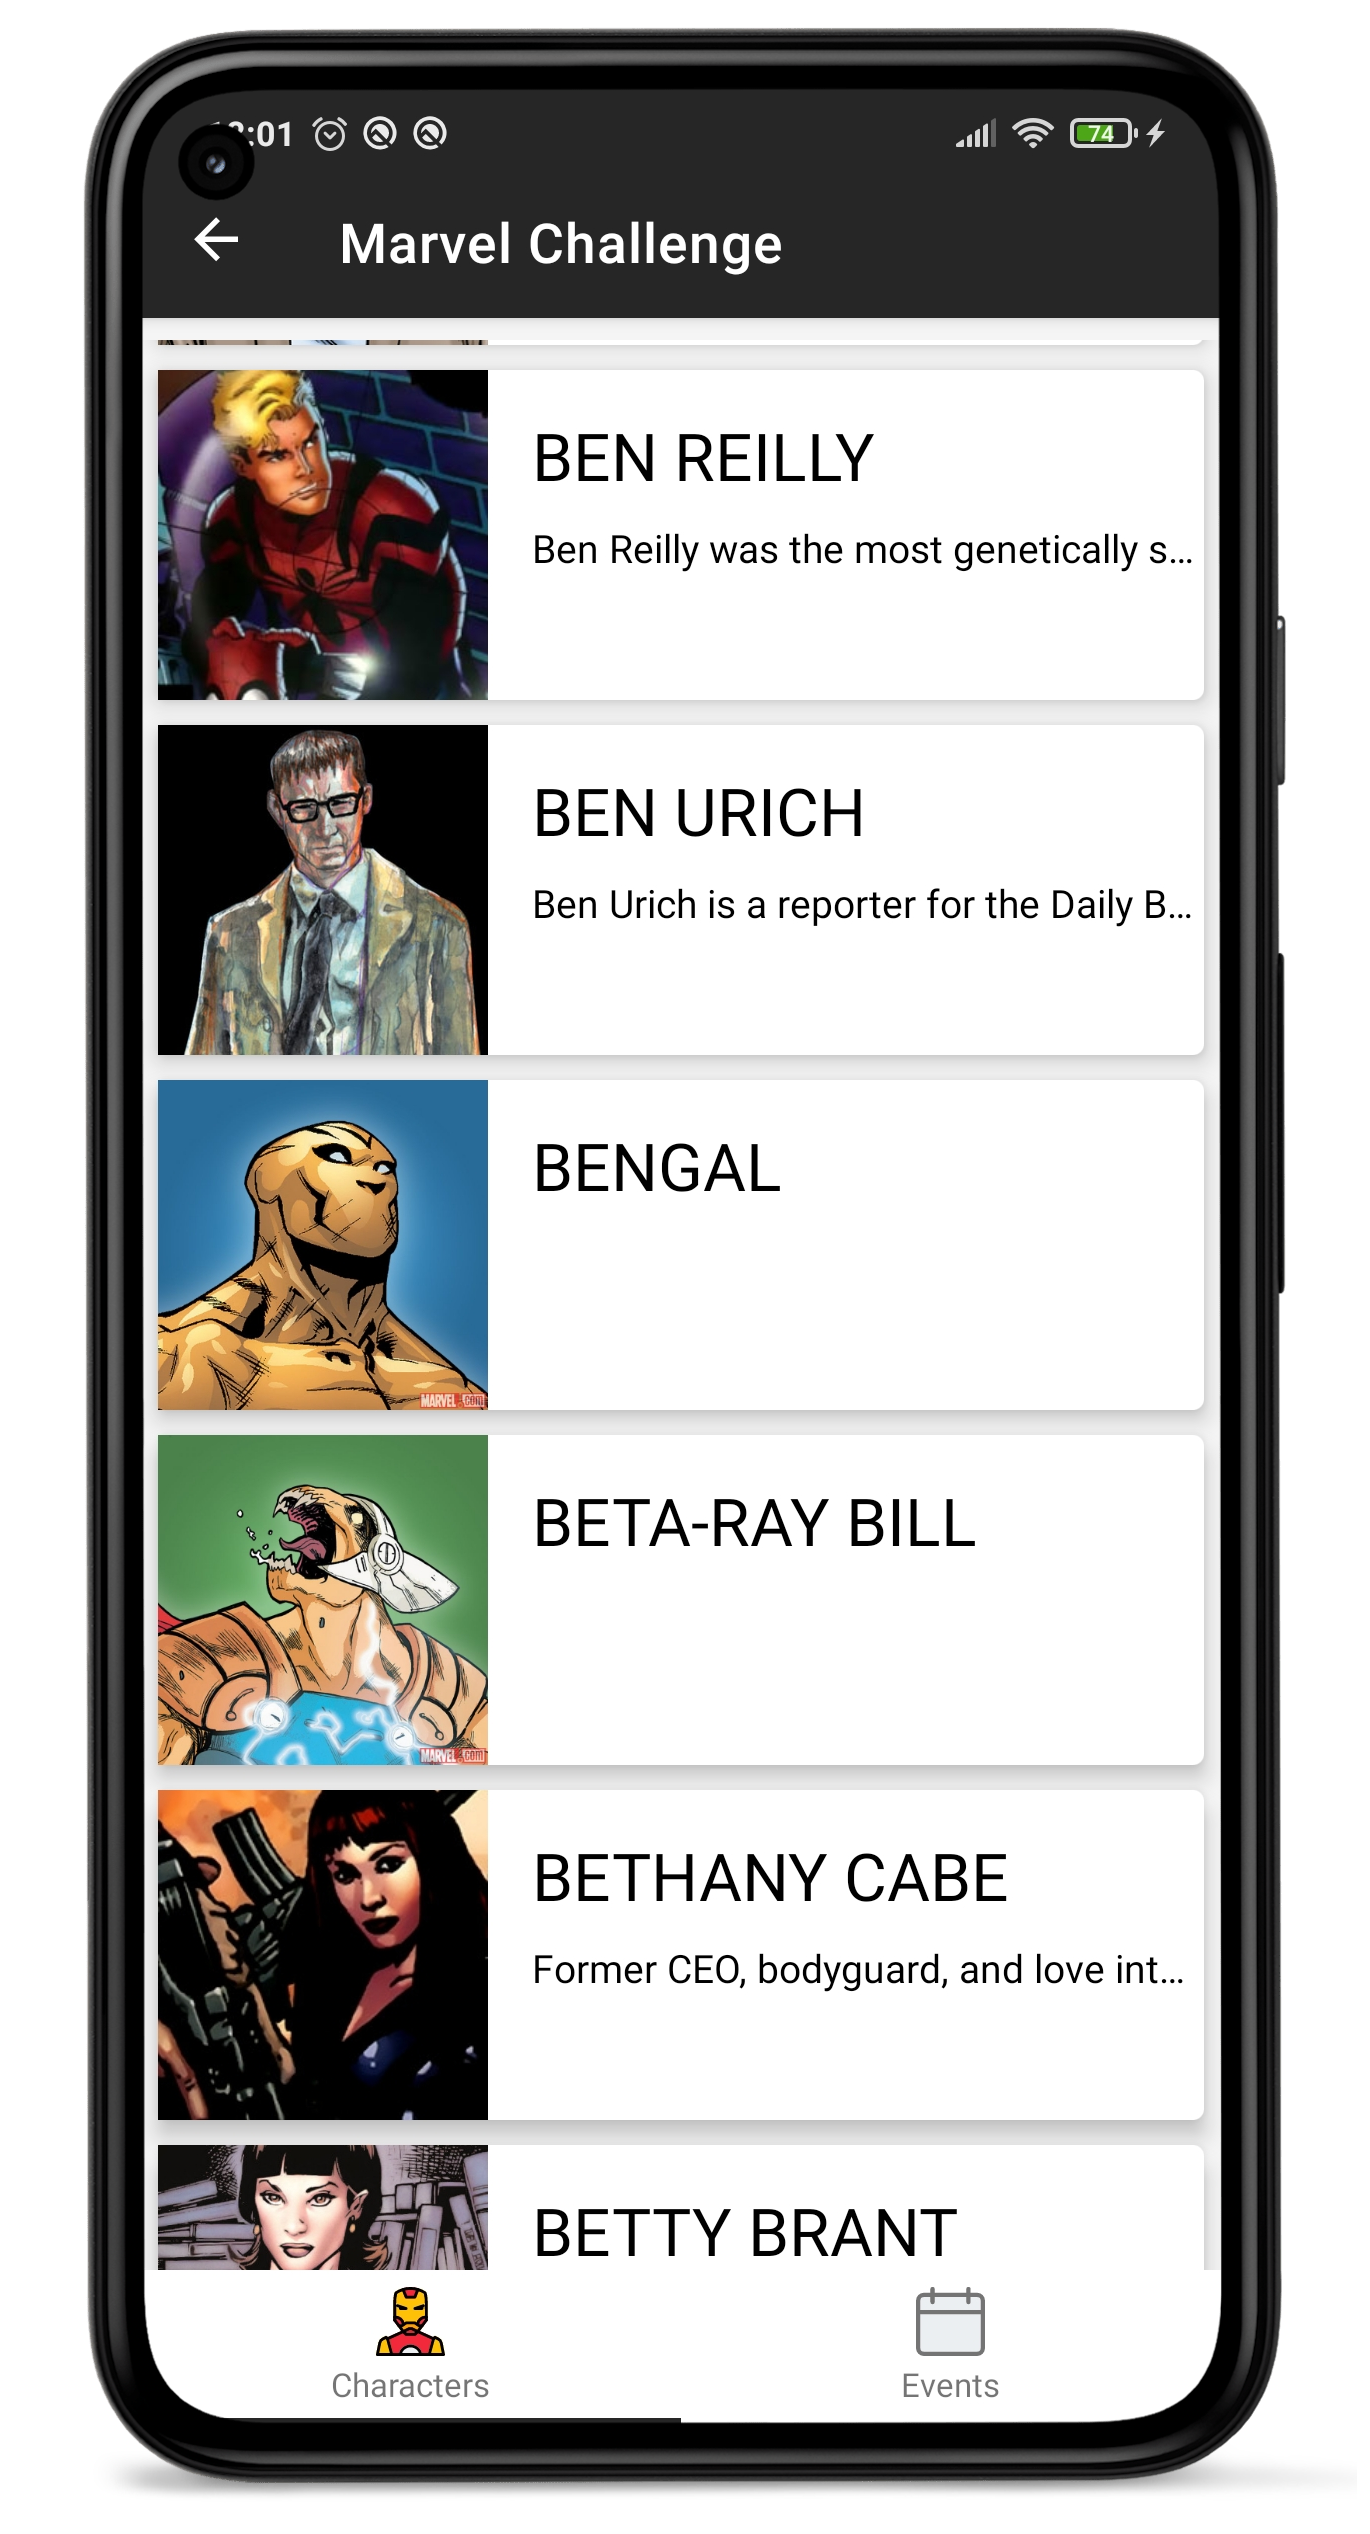 :01
74
Marvel Challenge
BEN REILLY
Ben Reilly was the most genetically s...
BEN URICH
Ben Urich is a reporter for the Daily B...
BENGAL
MARVEL.com
BETA-RAY BILL
MARVEL.com
BETHANY CABE
Former CEO, bodyguard, and love int...
BETTY BRANT
Characters
Events